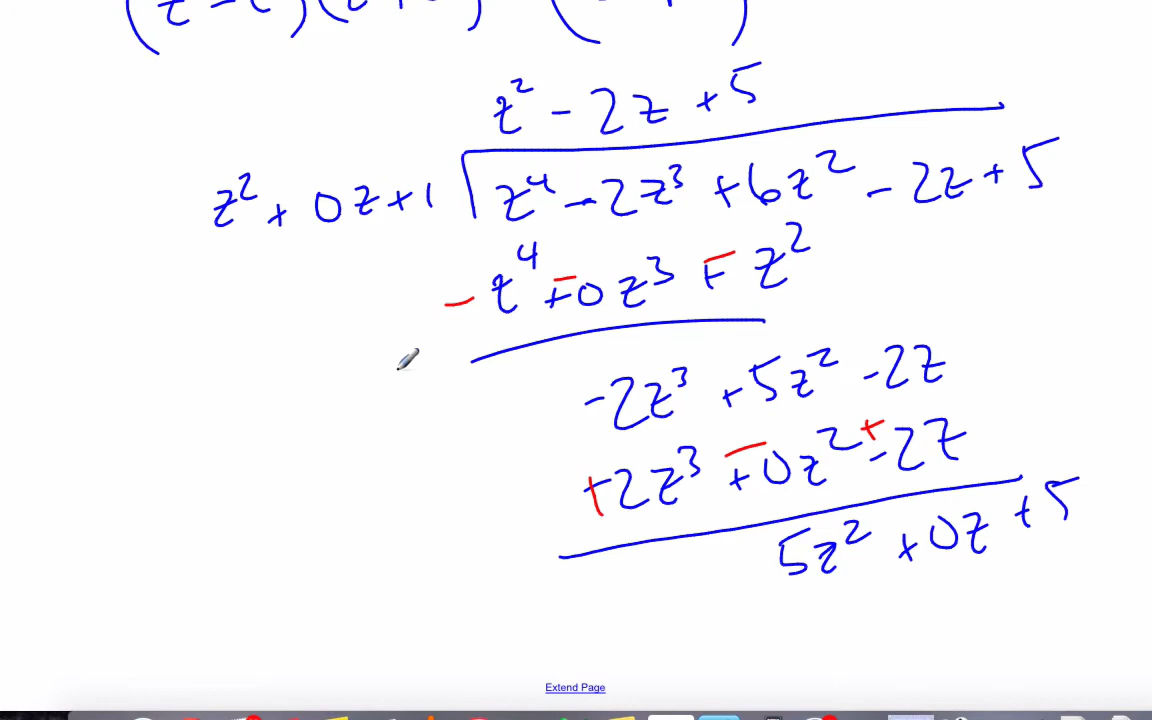 z² - 2z + 5
z² + 0z + 1 z⁴ - 2z³ + 6z² - 2z + 5
- z⁴ + 0z³ + z²
-2z³ + 5z² - 2z
+2z³ + 0z² - 2z
5z² + 0z + 5
Extend Page